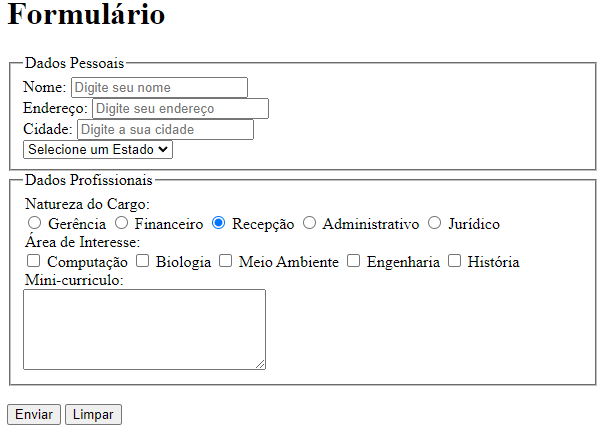 Formulário
Dados Pessoais
Nome: Digite seu nome
Endereço: Digite seu endereço
Cidade: Digite a sua cidade
Selecione um Estado
Dados Profissionais
Natureza do Cargo:
Gerência Financeiro Recepção Administrativo Jurídico
Área de Interesse:
Computação Biologia Meio Ambiente Engenharia História
Mini-curriculo:
Enviar Limpar